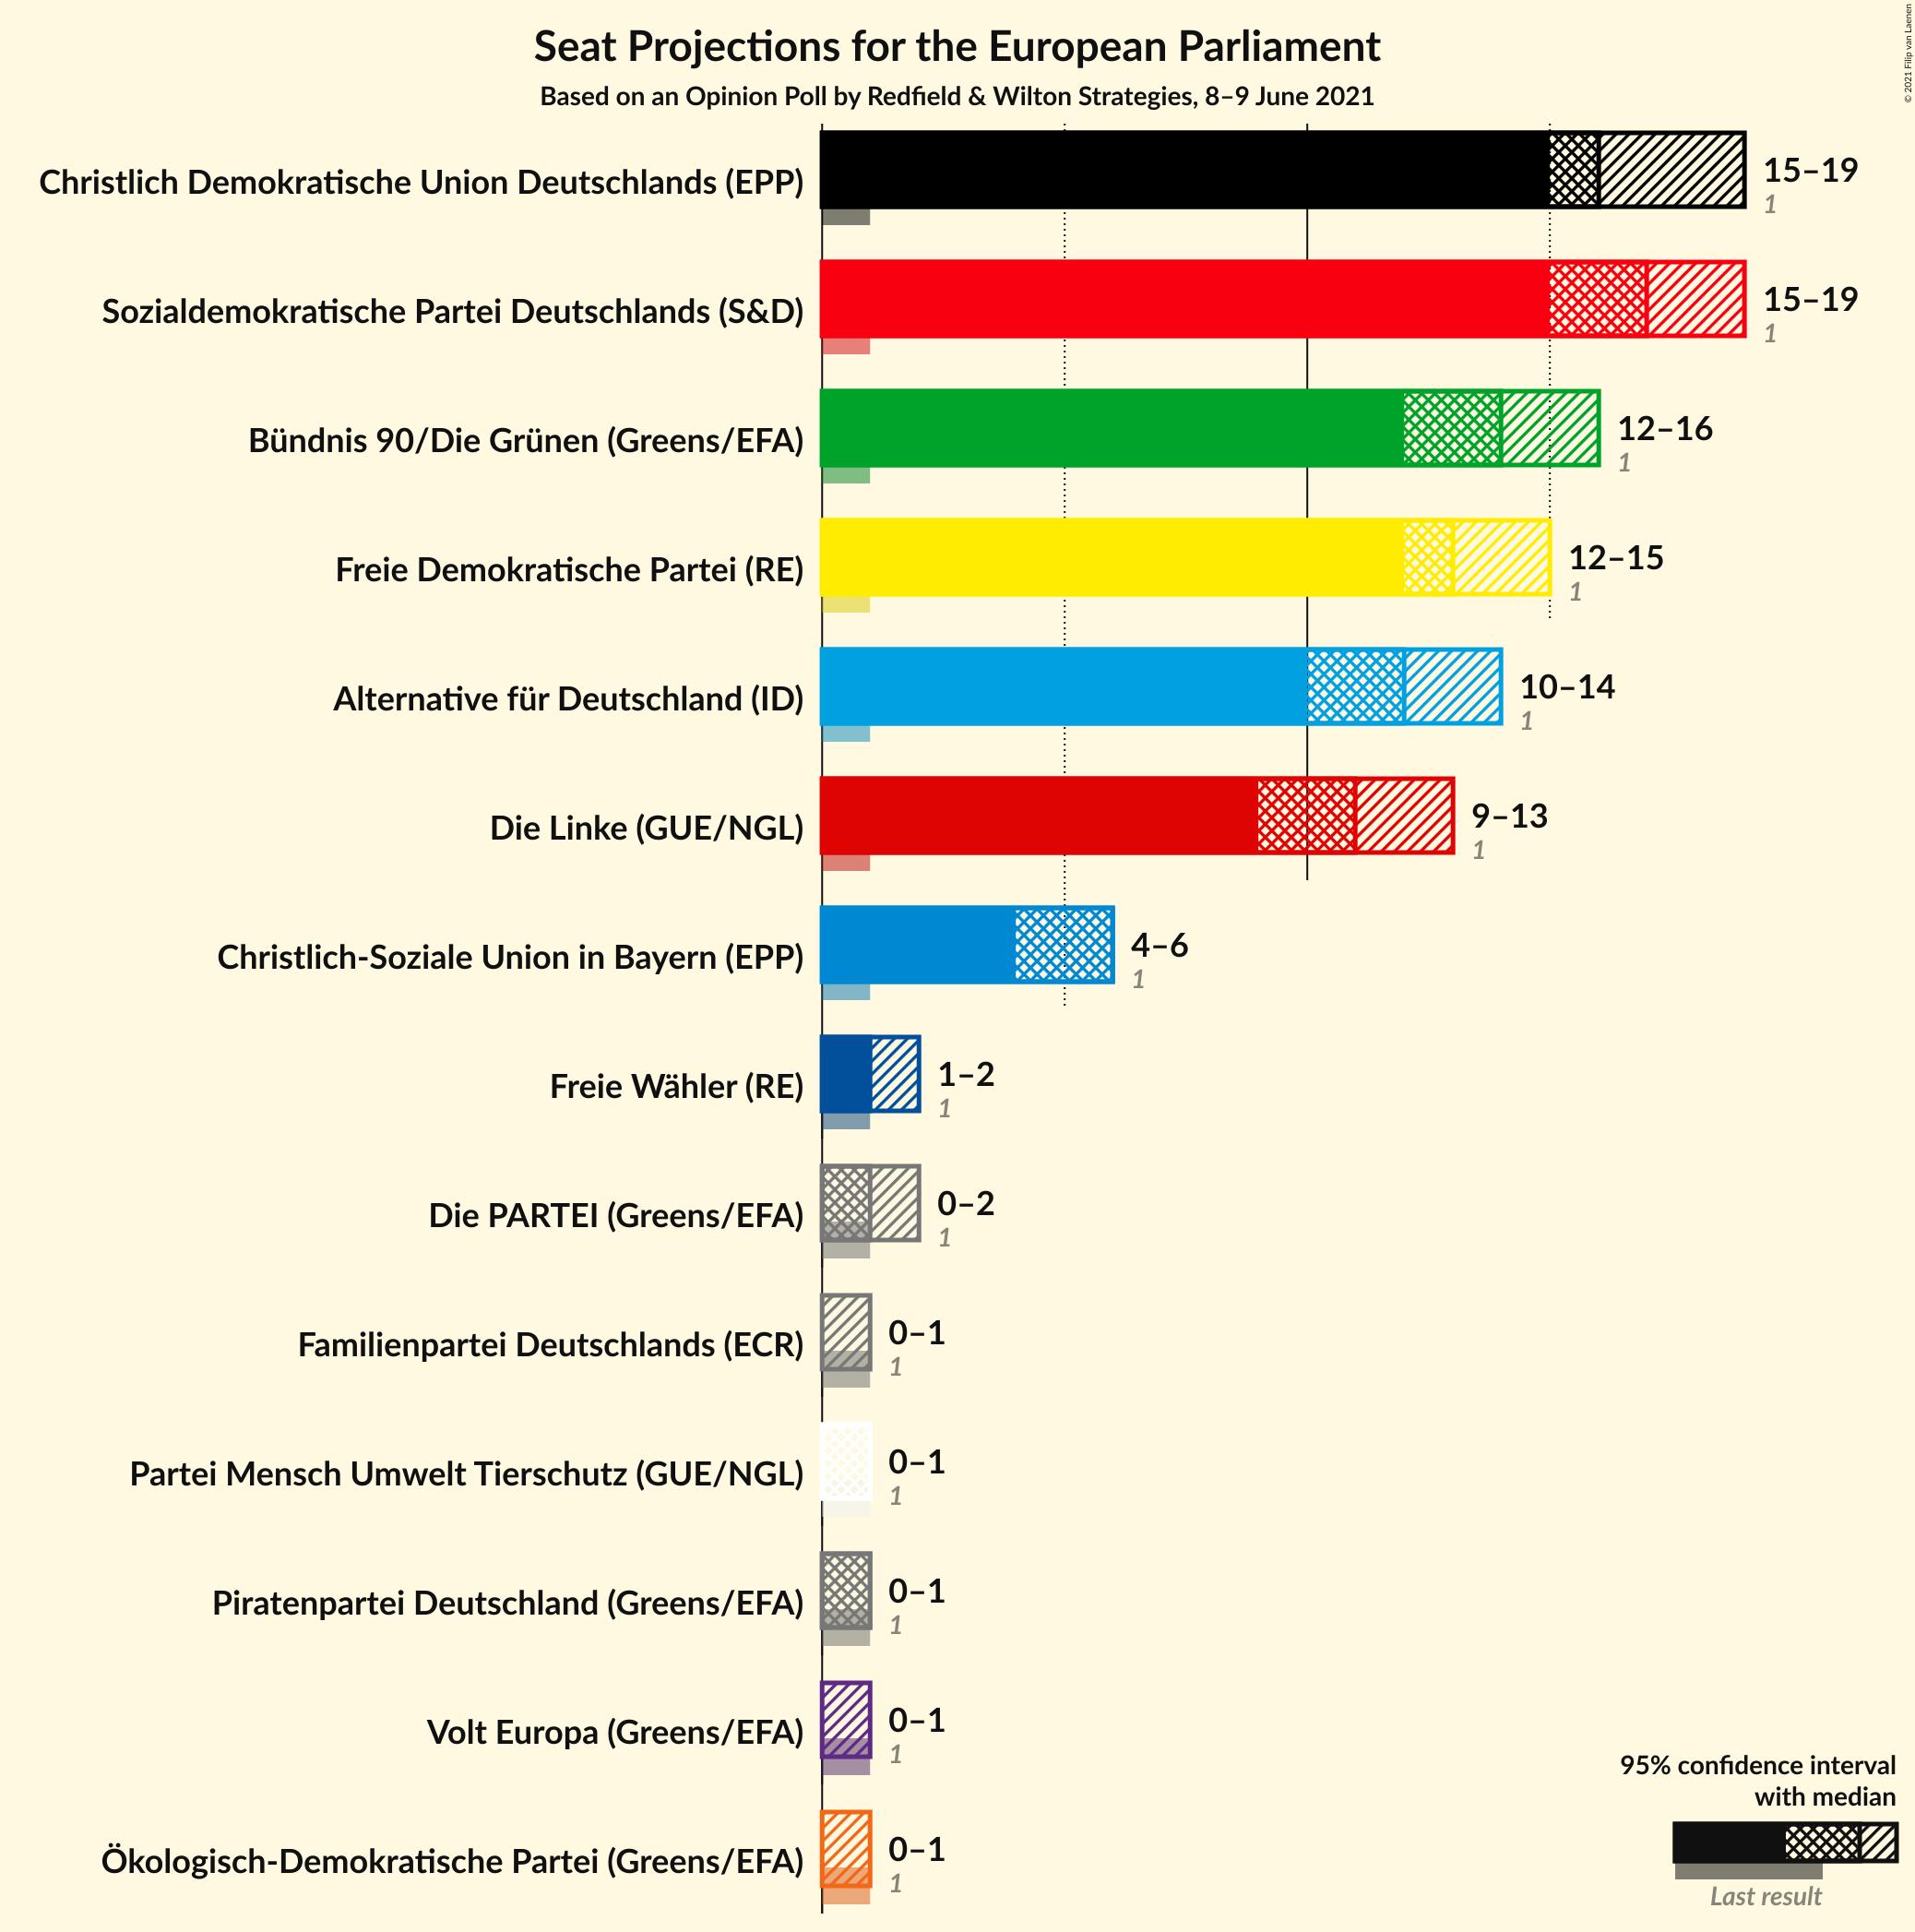 Seat Projections for the European Parliament
Based on an Opinion Poll by Redfield & Wilton Strategies, 8–9 June 2021
© 2021 Filip van Laenen
Christlich Demokratische Union Deutschlands (EPP)
15–19
1
Sozialdemokratische Partei Deutschlands (S&D)
15–19
1
Bündnis 90/Die Grünen (Greens/EFA)
12–16
1
Freie Demokratische Partei (RE)
12–15
1
Alternative für Deutschland (ID)
10–14
1
Die Linke (GUE/NGL)
9–13
1
Christlich-Soziale Union in Bayern (EPP)
4–6
1
Freie Wähler (RE)
1–2
1
Die PARTEI (Greens/EFA)
0–2
1
Familienpartei Deutschlands (ECR)
0–1
1
Partei Mensch Umwelt Tierschutz (GUE/NGL)
0–1
1
Piratenpartei Deutschland (Greens/EFA)
0–1
1
Volt Europa (Greens/EFA)
0–1
1
Ökologisch-Demokratische Partei (Greens/EFA)
0–1
1
95% confidence interval
with median
Last result